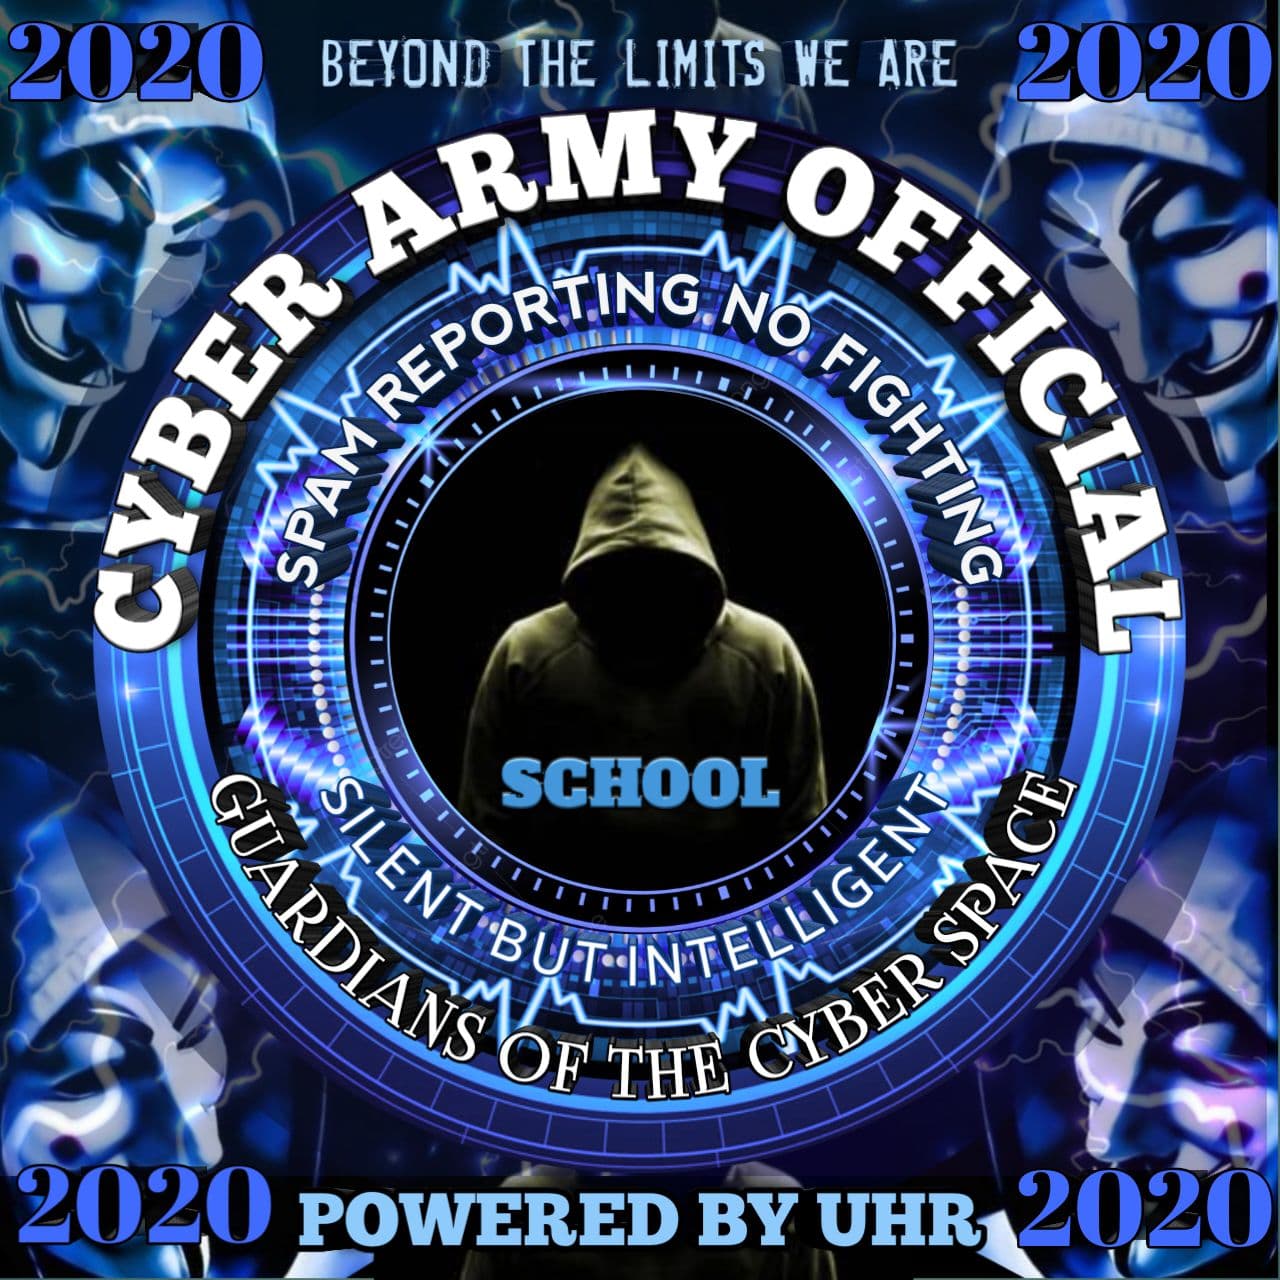 2020
BEYOND THE LIMITS WE ARE
2020
CYBER ARMY OFFICIAL
SPAM REPORTING NO FIGHTING
SCHOOL
SILENT BUT INTELLIGENT
GUARDIANS OF THE CYBER SPACE
2020
POWERED BY UHR
2020